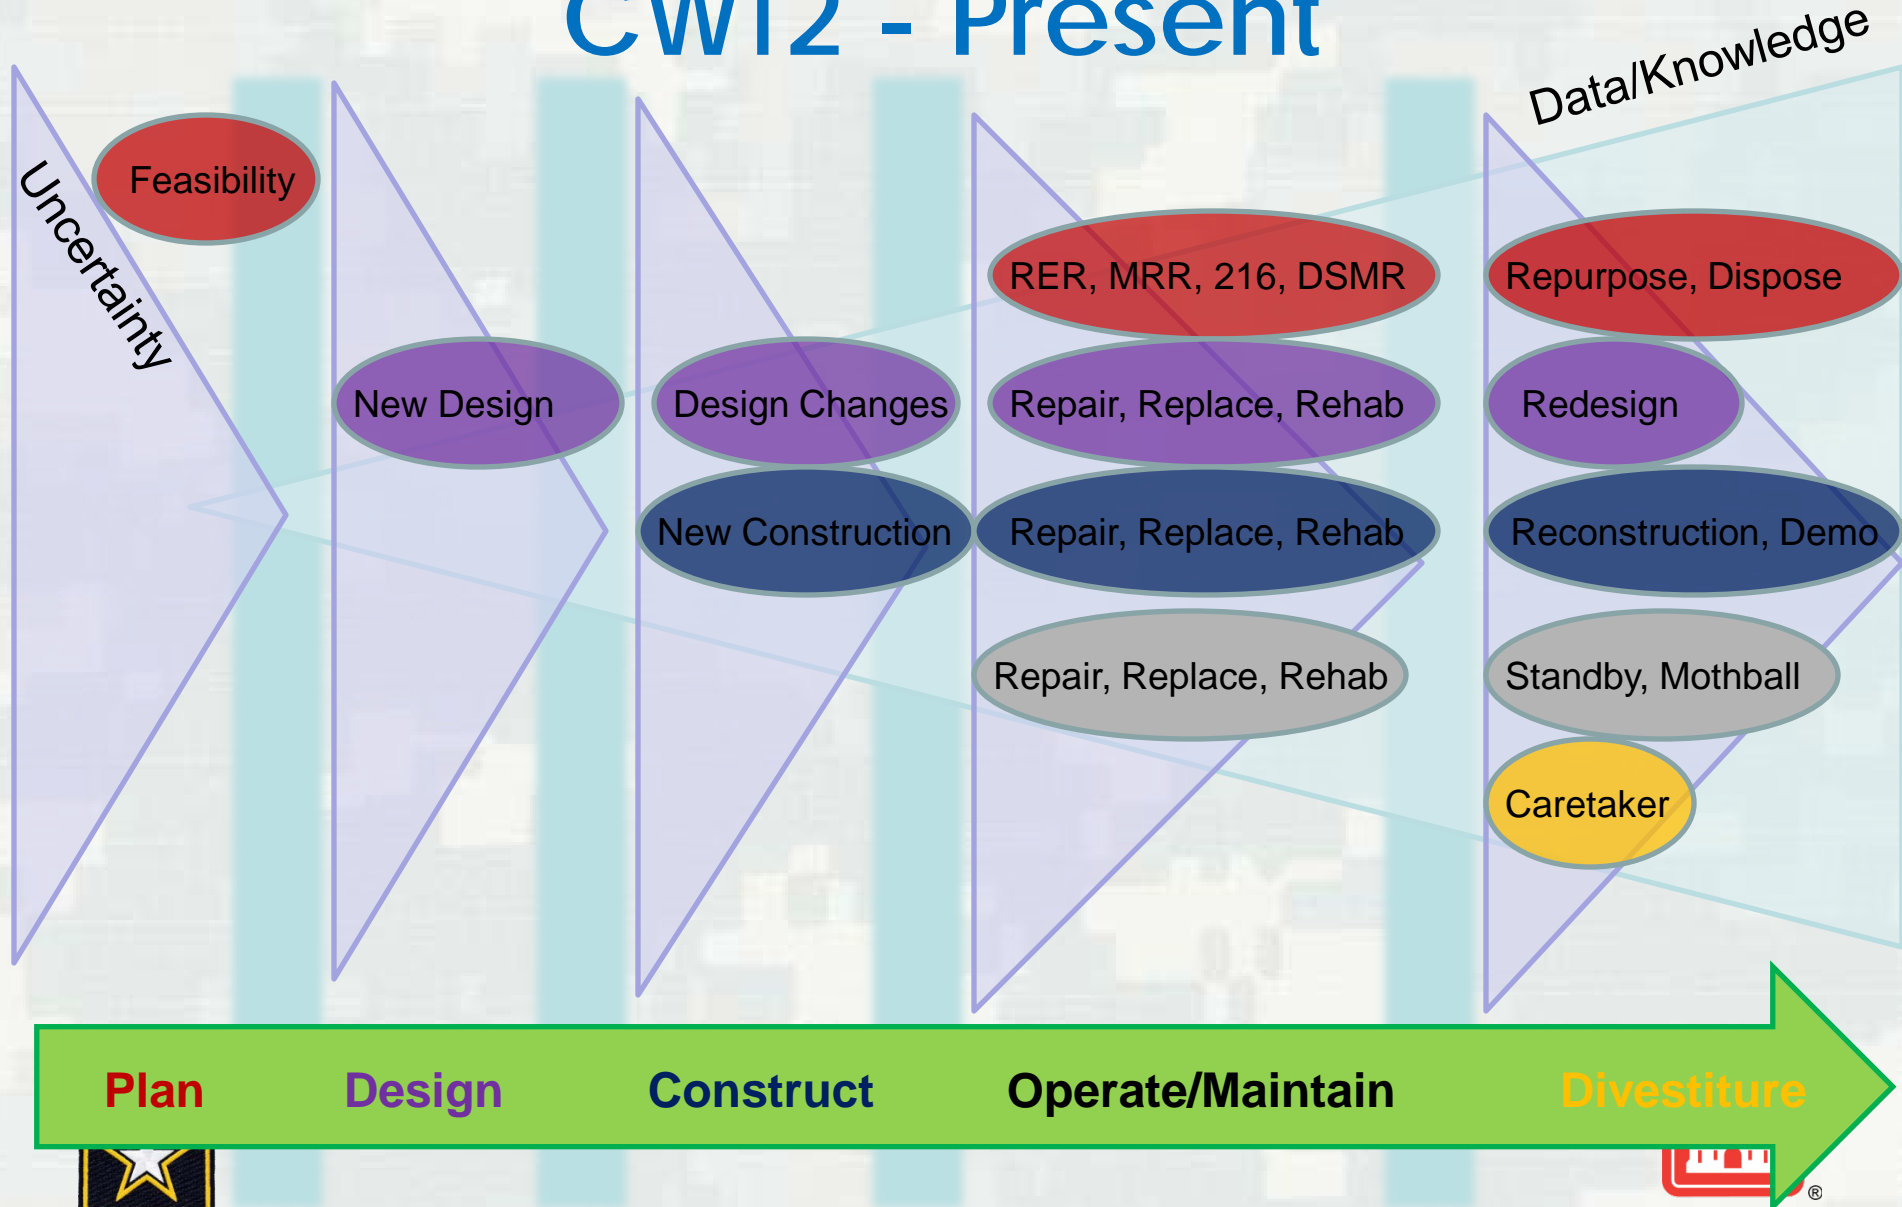 CWT2 - Present
Data/Knowledge
Uncertainty
Feasibility
RER, MRR, 216, DSMR
Repurpose, Dispose
New Design
Design Changes
Repair, Replace, Rehab
Redesign
New Construction
Repair, Replace, Rehab
Reconstruction, Demo
Repair, Replace, Rehab
Standby, Mothball
Caretaker
Plan
Design
Construct
Operate/Maintain
Divestiture
®